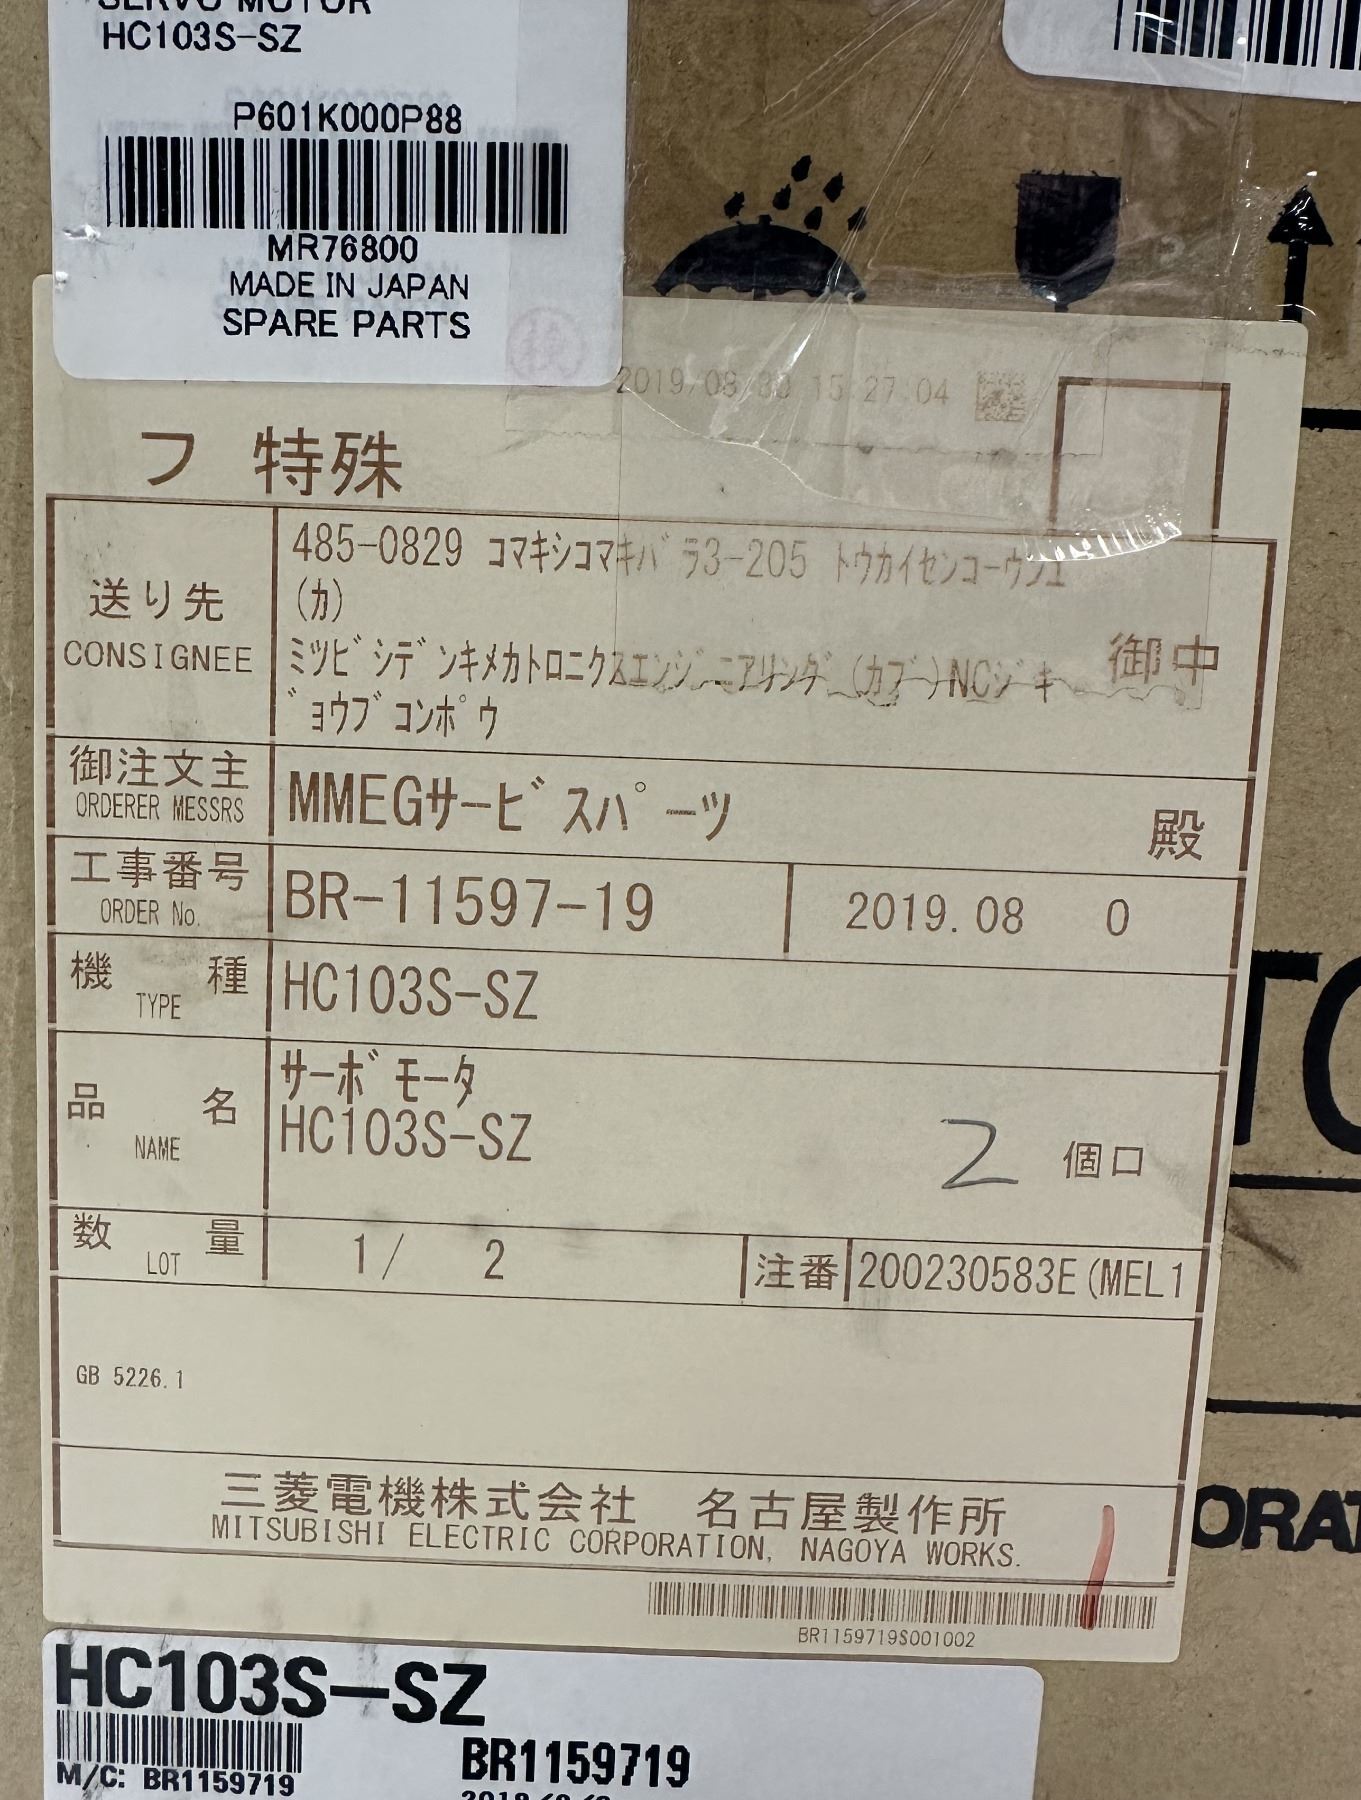 SERVO MOTOR
HC103S-SZ
P601K000P88
MR76800
MADE IN JAPAN
SPARE PARTS
2019/08/30 15:27:04
フ 特殊
送り先
CONSIGNEE
485-0829 コマキシコマキバラ3-205 トウカイセンコーウンユ
(カ)
ミツビシデンキメカトロニクスエンジニアリング(カブ)NCジキ
ョウブコンポウ
御中
御注文主
ORDERER MESSRS
MMEGサービスパーツ 殿
工事番号
ORDER No.
BR-11597-19 2019.08 0
機種
TYPE
HC103S-SZ
品名
NAME
サーボモータ
HC103S-SZ
2 個口
数量
LOT
1/ 2
注番 200230583E(MEL1
GB 5226.1
三菱電機株式会社 名古屋製作所
MITSUBISHI ELECTRIC CORPORATION, NAGOYA WORKS.
BR1159719S001002
HC103S-SZ
M/C: BR1159719
BR1159719
TO
ORAT